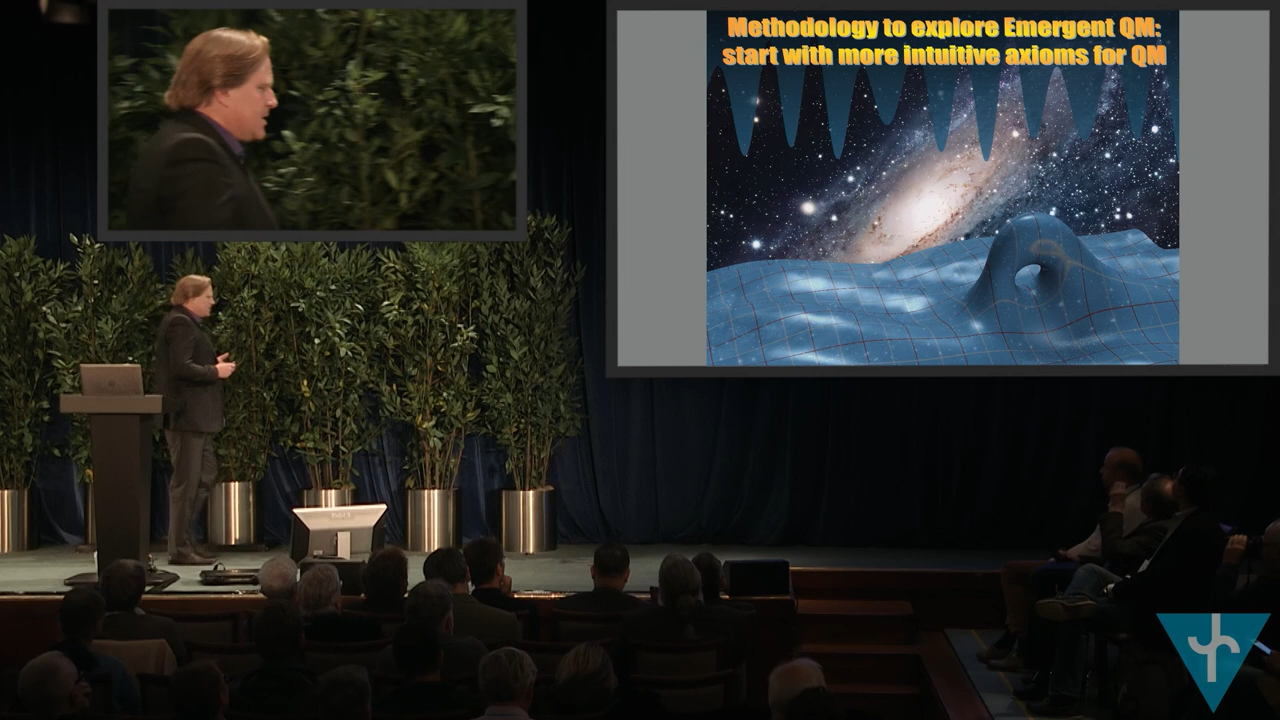 Methodology to explore Emergent QM:
start with more intuitive axioms for QM